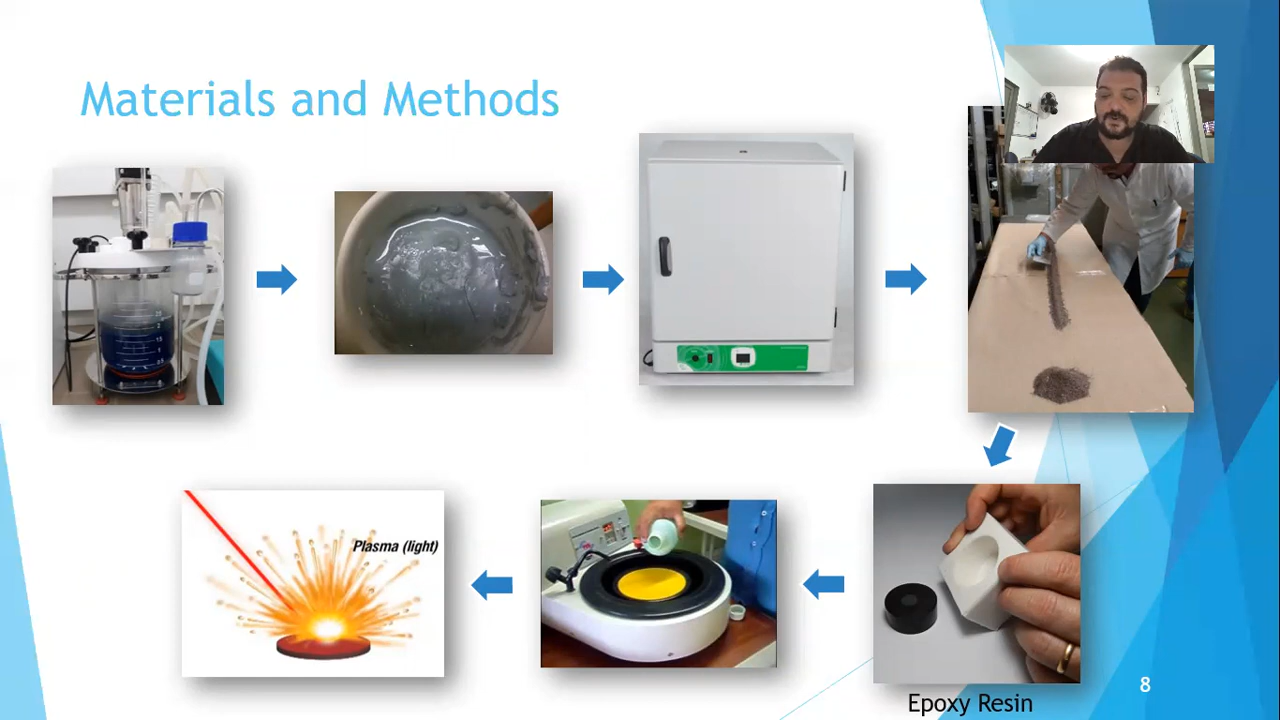 Materials and Methods
Plasma (light)
Epoxy Resin
8